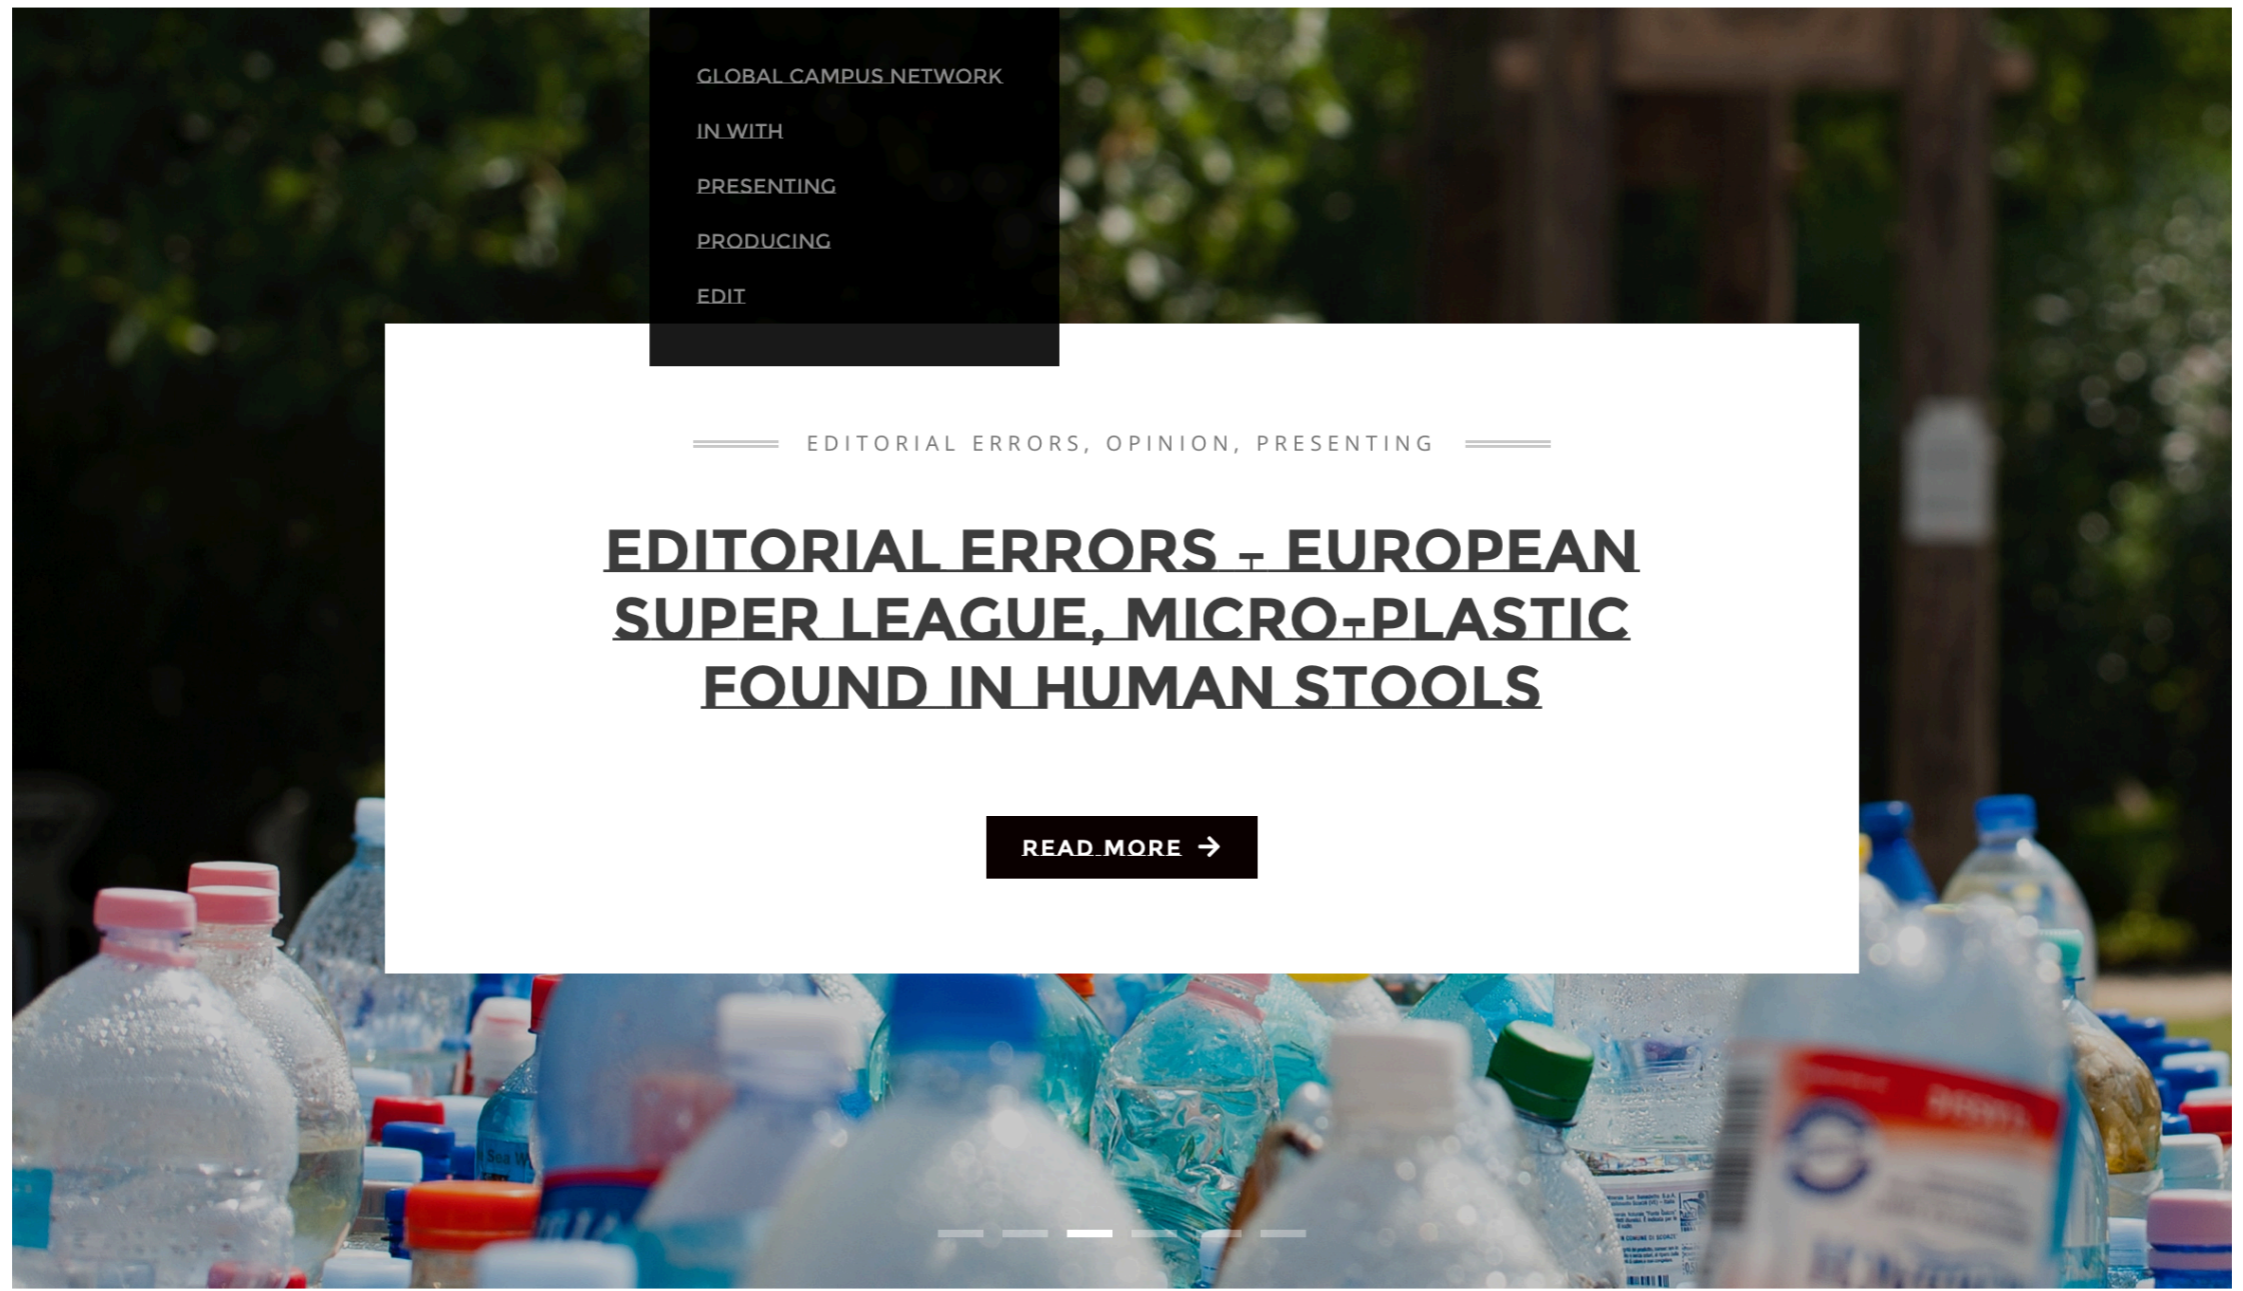 GLOBAL CAMPUS NETWORK
IN WITH
PRESENTING
PRODUCING
EDIT
EDITORIAL ERRORS, OPINION, PRESENTING
EDITORIAL ERRORS – EUROPEAN
SUPER LEAGUE, MICRO-PLASTIC
FOUND IN HUMAN STOOLS
READ MORE →